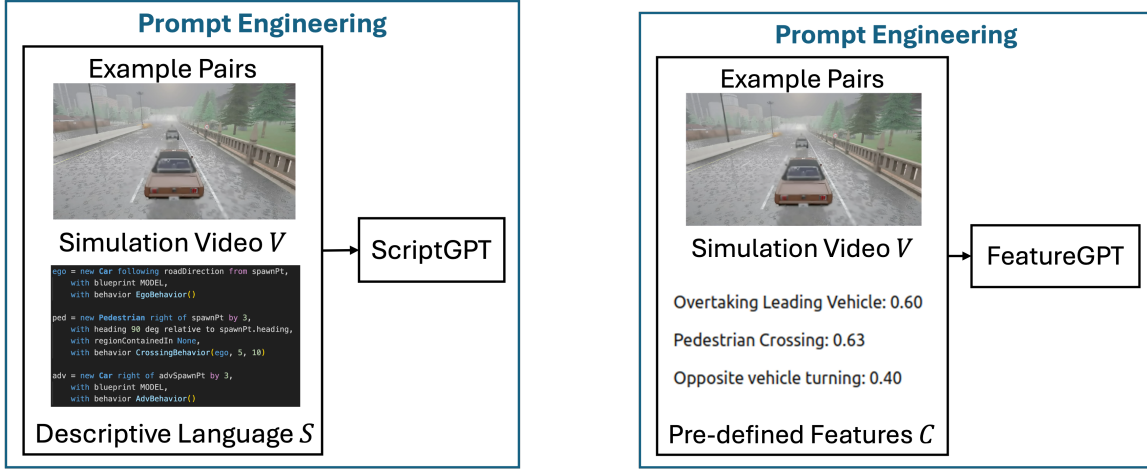 Prompt Engineering
Example Pairs
Simulation Video V
ego = new Car following roadDirection from spawnPt,
    with blueprint MODEL,
    with behavior EgoBehavior()
ped = new Pedestrian right of spawnPt by 3,
    with heading 90 deg relative to spawnPt.heading,
    with regionContainedIn None,
    with behavior CrossingBehavior(ego, 5, 10)
adv = new Car right of advSpawnPt by 3,
    with blueprint MODEL,
    with behavior AdvBehavior()
Descriptive Language S
ScriptGPT
Prompt Engineering
Example Pairs
Simulation Video V
Overtaking Leading Vehicle: 0.60
Pedestrian Crossing: 0.63
Opposite vehicle turning: 0.40
Pre-defined Features C
FeatureGPT